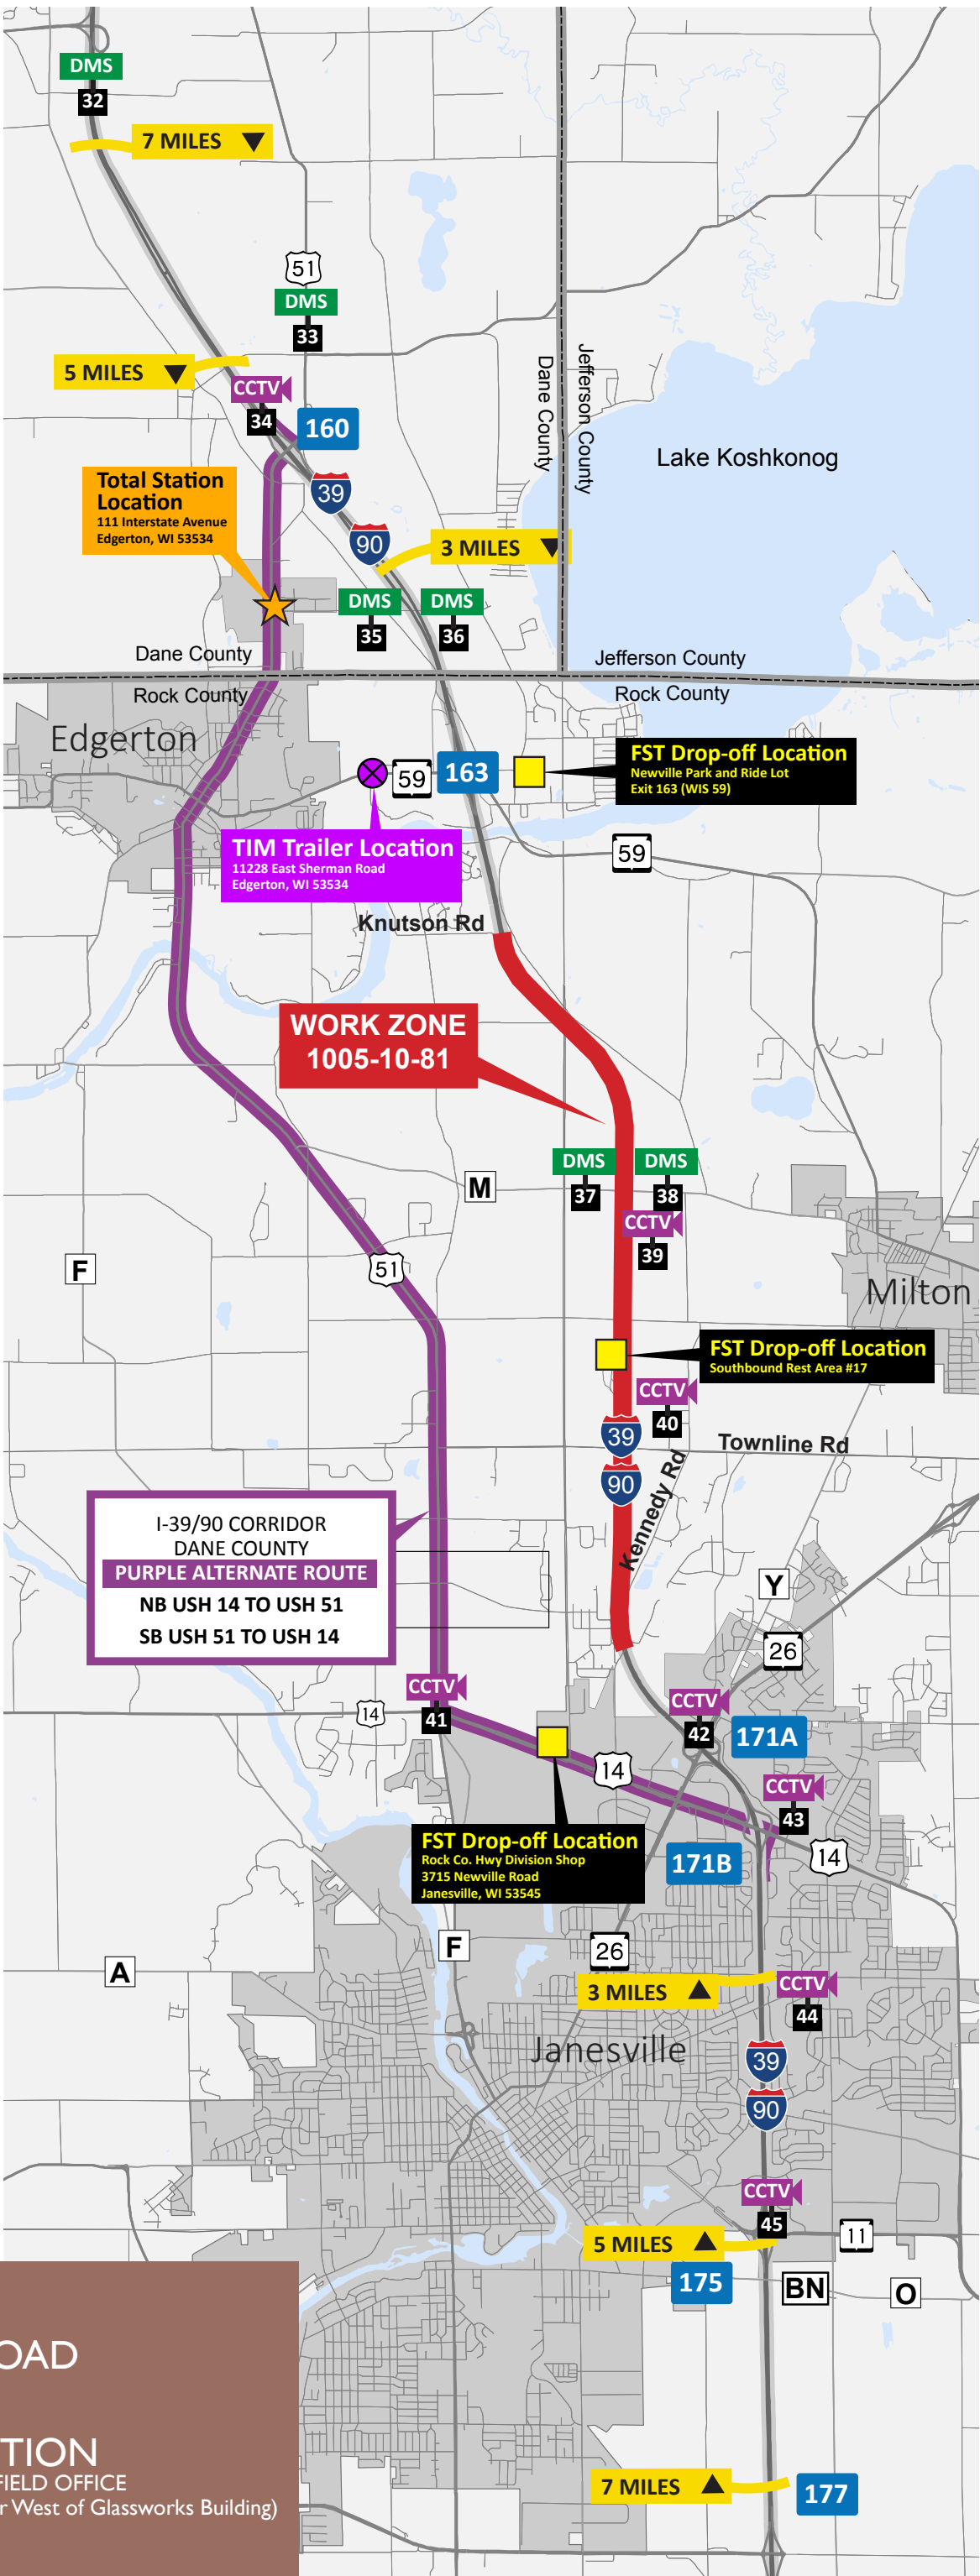 DMS
32
7 MILES ▼
51
DMS
33
5 MILES ▼
CCTV
34
160
Dane County
Jefferson County
Lake Koshkonog
39
Total Station
Location
111 Interstate Avenue
Edgerton, WI 53534
90
3 MILES ▼
DMS
35
DMS
36
Dane County
Jefferson County
Rock County
Rock County
Edgerton
59
163
FST Drop-off Location
Newville Park and Ride Lot
Exit 163 (WIS 59)
TIM Trailer Location
11228 East Sherman Road
Edgerton, WI 53534
59
Knutson Rd
WORK ZONE
1005-10-81
DMS
37
DMS
38
M
CCTV
39
F
51
Milton
FST Drop-off Location
Southbound Rest Area #17
CCTV
40
39
Townline Rd
90
Kennedy Rd
I-39/90 CORRIDOR
DANE COUNTY
PURPLE ALTERNATE ROUTE
NB USH 14 TO USH 51
SB USH 51 TO USH 14
Y
26
CCTV
41
14
CCTV
42
171A
14
CCTV
43
FST Drop-off Location
Rock Co. Hwy Division Shop
3715 Newville Road
Janesville, WI 53545
171B
14
F
26
A
3 MILES ▲
CCTV
44
Janesville
39
90
CCTV
45
5 MILES ▲
11
175
BN
O
OAD
TION
FIELD OFFICE
r West of Glassworks Building)
7 MILES ▲
177